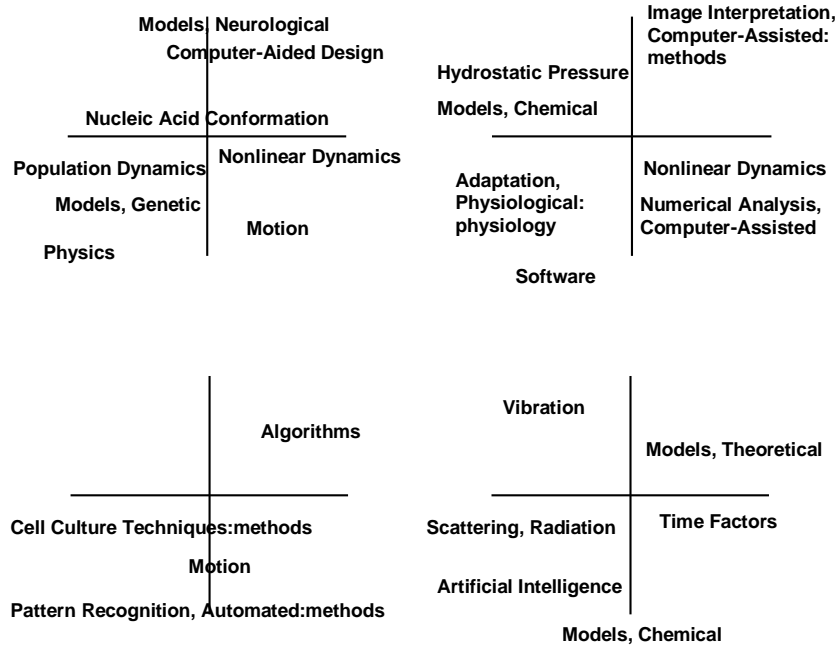 Models, Neurological
Computer-Aided Design
Nucleic Acid Conformation
Population Dynamics
Nonlinear Dynamics
Models, Genetic
Motion
Physics
Image Interpretation,
Computer-Assisted:
methods
Hydrostatic Pressure
Models, Chemical
Adaptation,
Physiological:
physiology
Nonlinear Dynamics
Numerical Analysis,
Computer-Assisted
Software
Algorithms
Cell Culture Techniques:methods
Motion
Pattern Recognition, Automated:methods
Vibration
Models, Theoretical
Scattering, Radiation
Time Factors
Artificial Intelligence
Models, Chemical